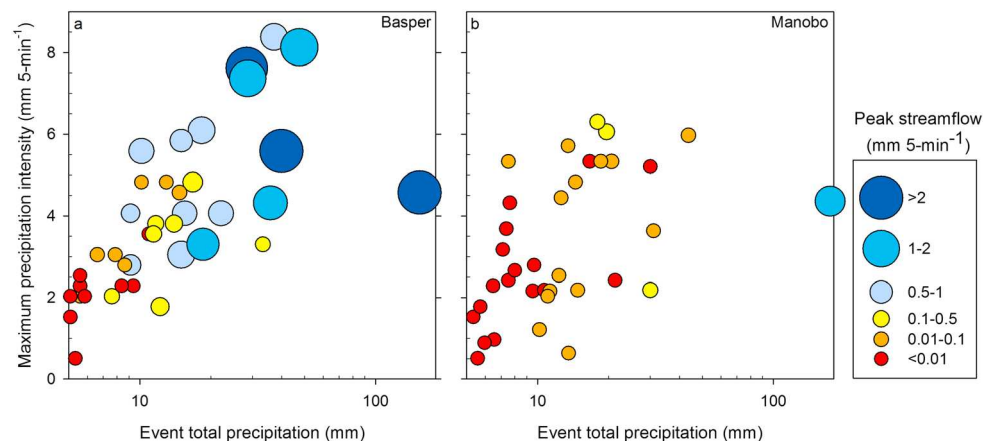 a
Basper
b
Manobo
Maximum precipitation intensity (mm 5-min⁻¹)
8
6
4
2
0
10
100
Event total precipitation (mm)
10
100
Event total precipitation (mm)
Peak streamflow
(mm 5-min⁻¹)
>2
1-2
0.5-1
0.1-0.5
0.01-0.1
<0.01